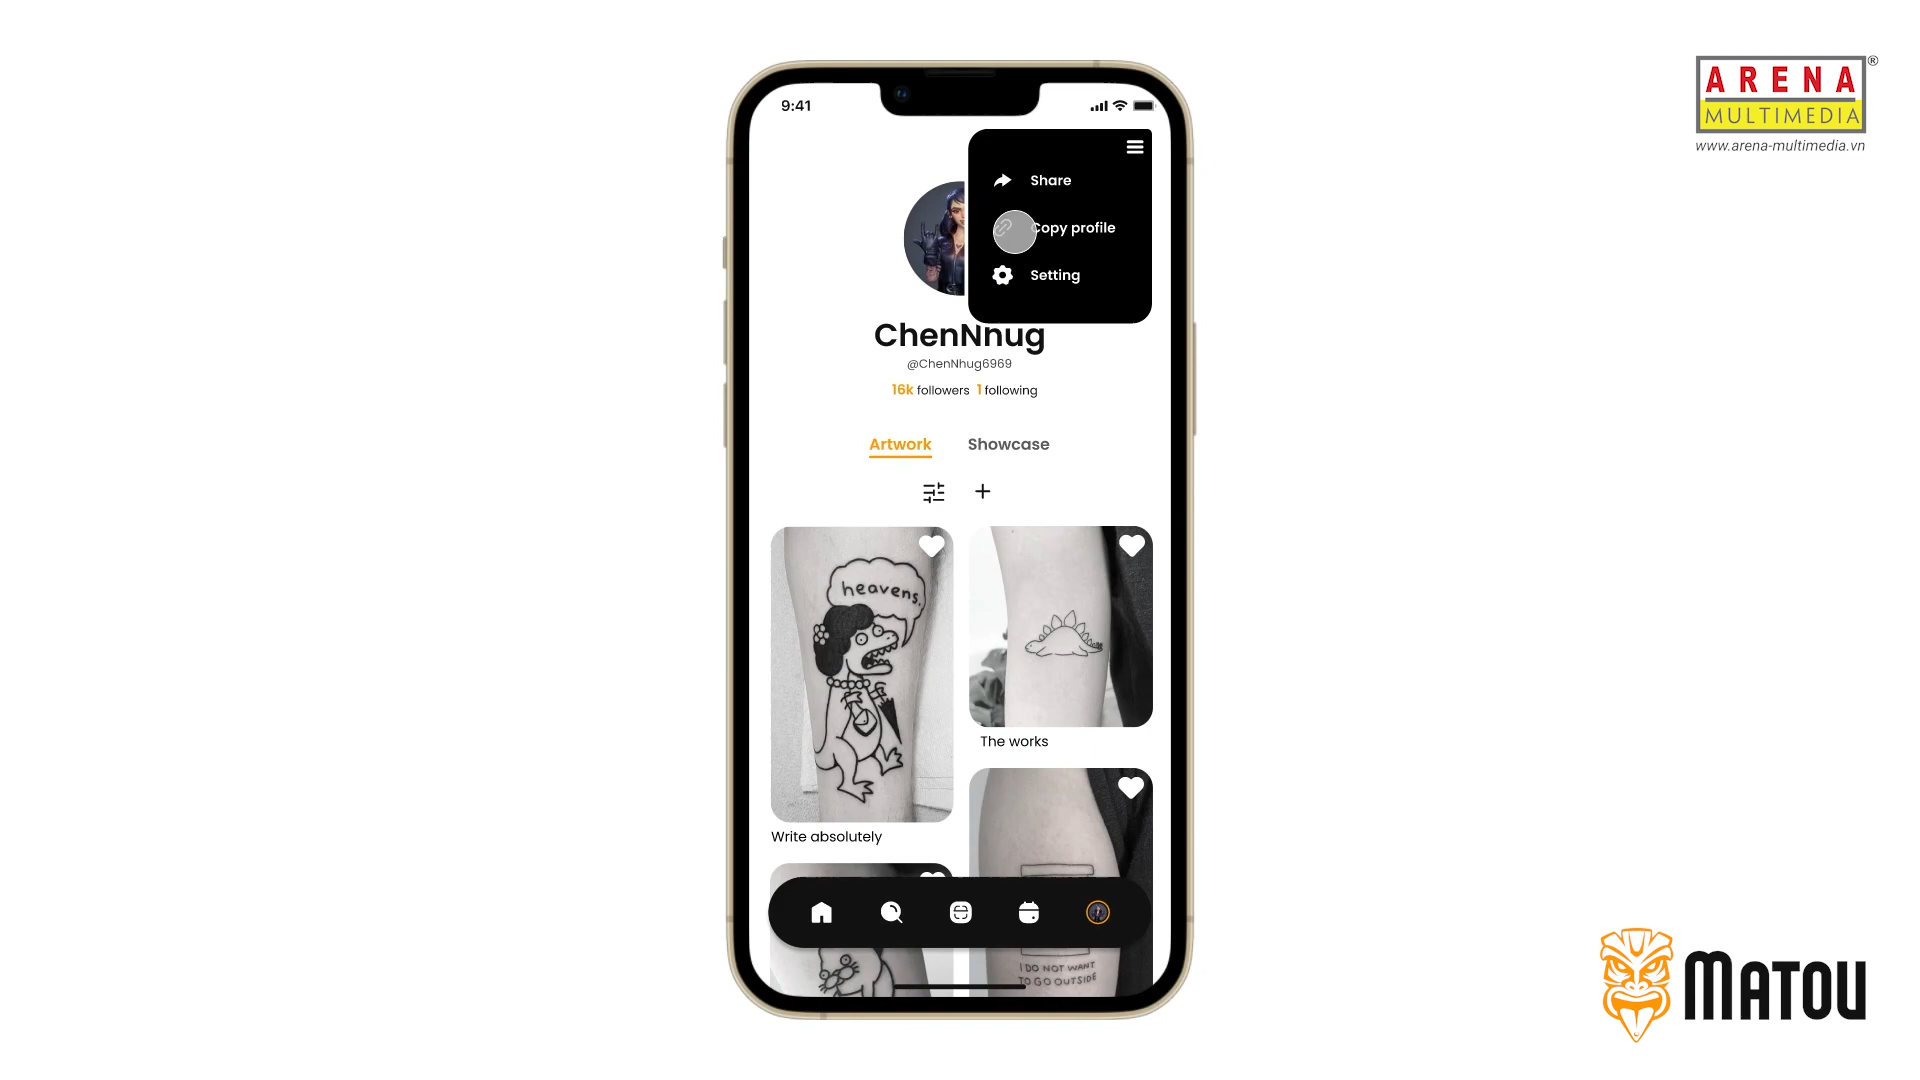 ARENA
MULTIMEDIA
®
www.arena-multimedia.vn
9:41
Share
Copy profile
Setting
ChenNhug
@ChenNhug6969
16k followers 1 following
Artwork Showcase
heavens.
The works
Write absolutely
I DO NOT WANT
TO GO OUTSIDE
MATOU